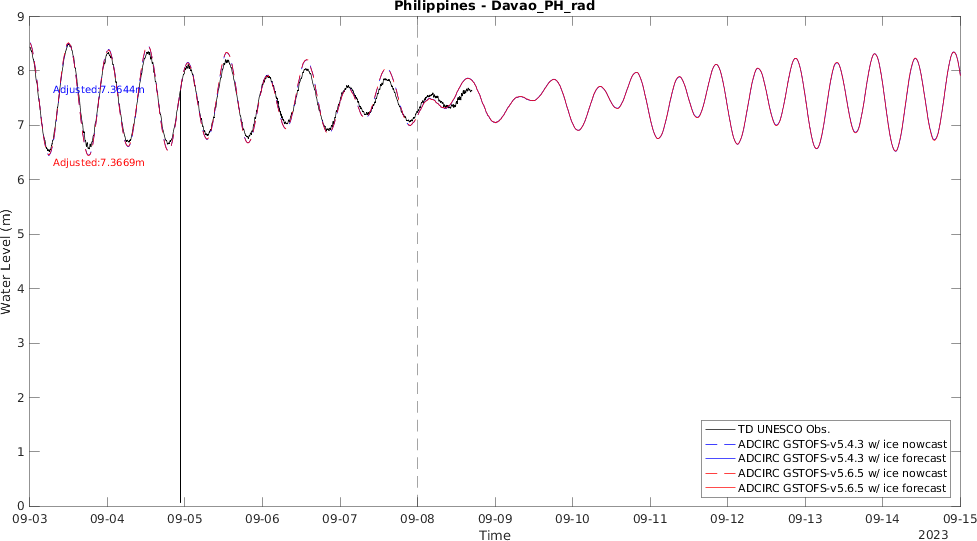 Philippines - Davao_PH_rad
9
8
7
6
5
4
3
2
1
0
Water Level (m)
Adjusted:7.3644m
Adjusted:7.3669m
TD UNESCO Obs.
ADCIRC GSTOFS-v5.4.3 w/ ice nowcast
ADCIRC GSTOFS-v5.4.3 w/ ice forecast
ADCIRC GSTOFS-v5.6.5 w/ ice nowcast
ADCIRC GSTOFS-v5.6.5 w/ ice forecast
09-03 09-04 09-05 09-06 09-07 09-08 09-09 09-10 09-11 09-12 09-13 09-14 09-15
Time
2023